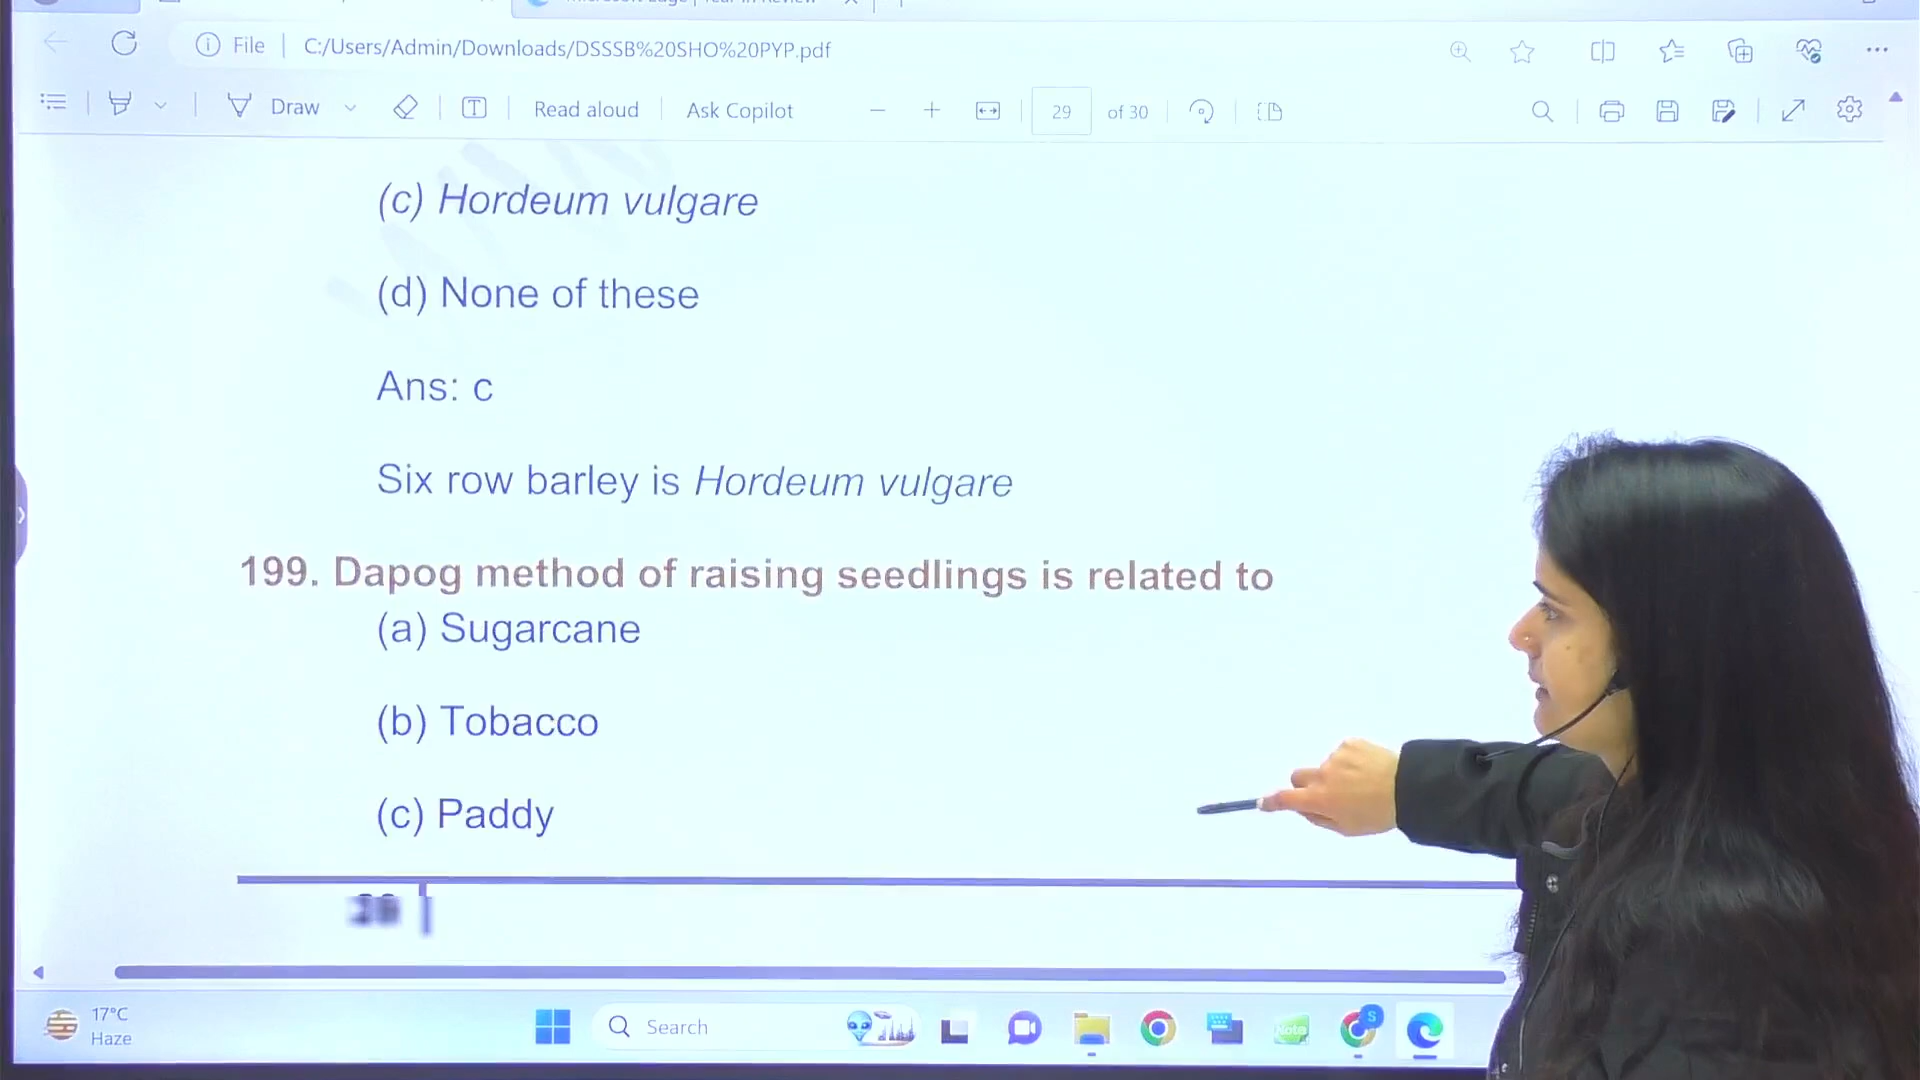 File
C:/Users/Admin/Downloads/DSSSB%20SHO%20PYP.pdf
Draw
Read aloud
Ask Copilot
29
of 30
(c) Hordeum vulgare
(d) None of these
Ans: c
Six row barley is Hordeum vulgare
199. Dapog method of raising seedlings is related to
(a) Sugarcane
(b) Tobacco
(c) Paddy
17°C
Haze
Search
Note
S